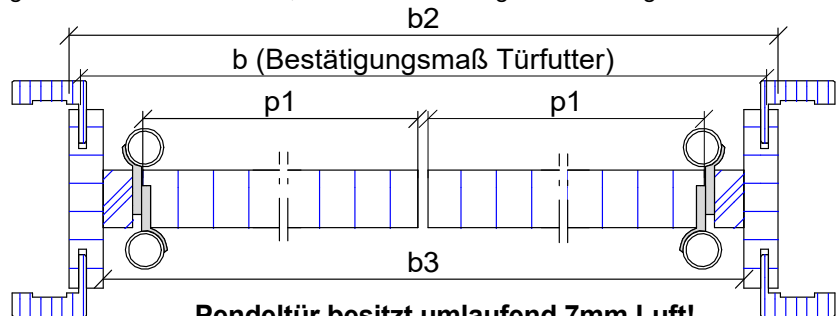 b2
b (Bestätigungsmaß Türfutter)
p1 p1
b3
Pendeltür besitzt umlaufend 7mm Luft!